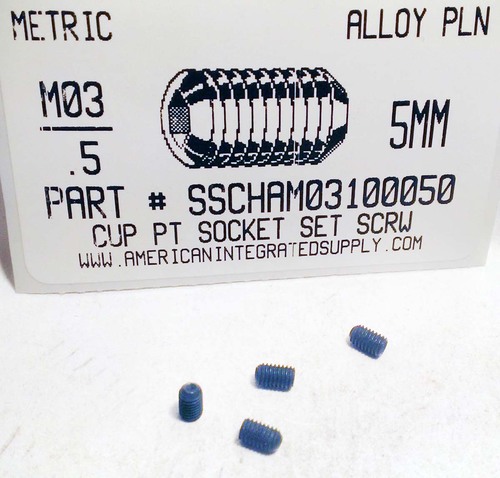 METRIC ALLOY PLN
M03
.5
5MM
PART # SSCHAM03100050
CUP PT SOCKET SET SCRW
WWW.AMERICANINTEGRATEDSUPPLY.COM